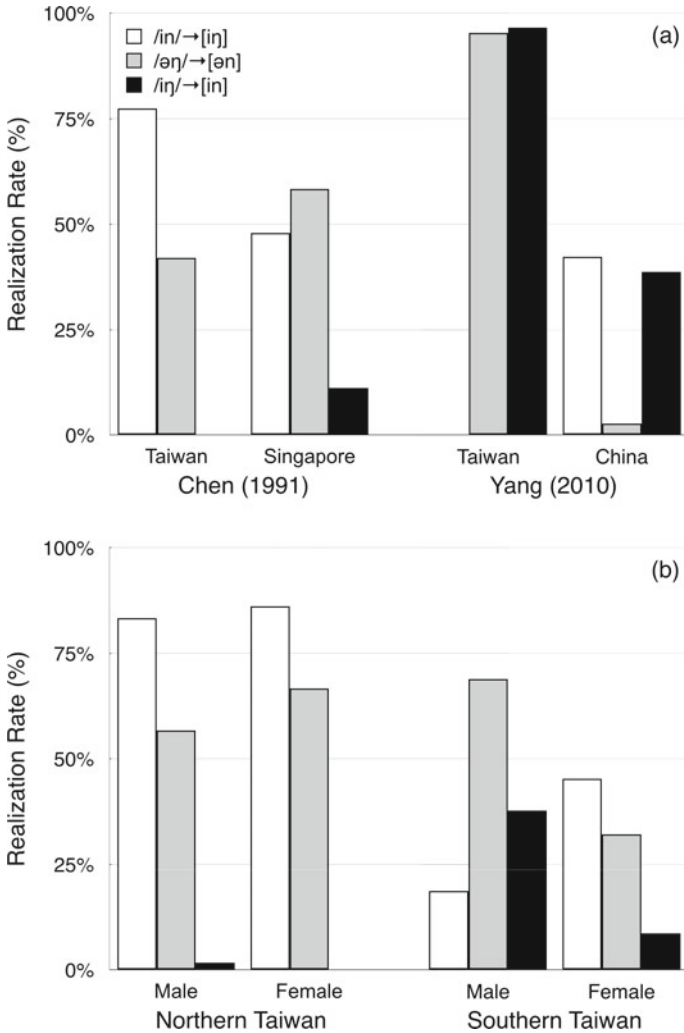 100%
(a)
/in/→[iŋ]
/əŋ/→[ən]
/iŋ/→[in]
75%
50%
25%
0%
Realization Rate (%)
Taiwan Singapore Taiwan China
Chen (1991) Yang (2010)
100%
(b)
75%
50%
25%
0%
Realization Rate (%)
Male Female Male Female
Northern Taiwan Southern Taiwan